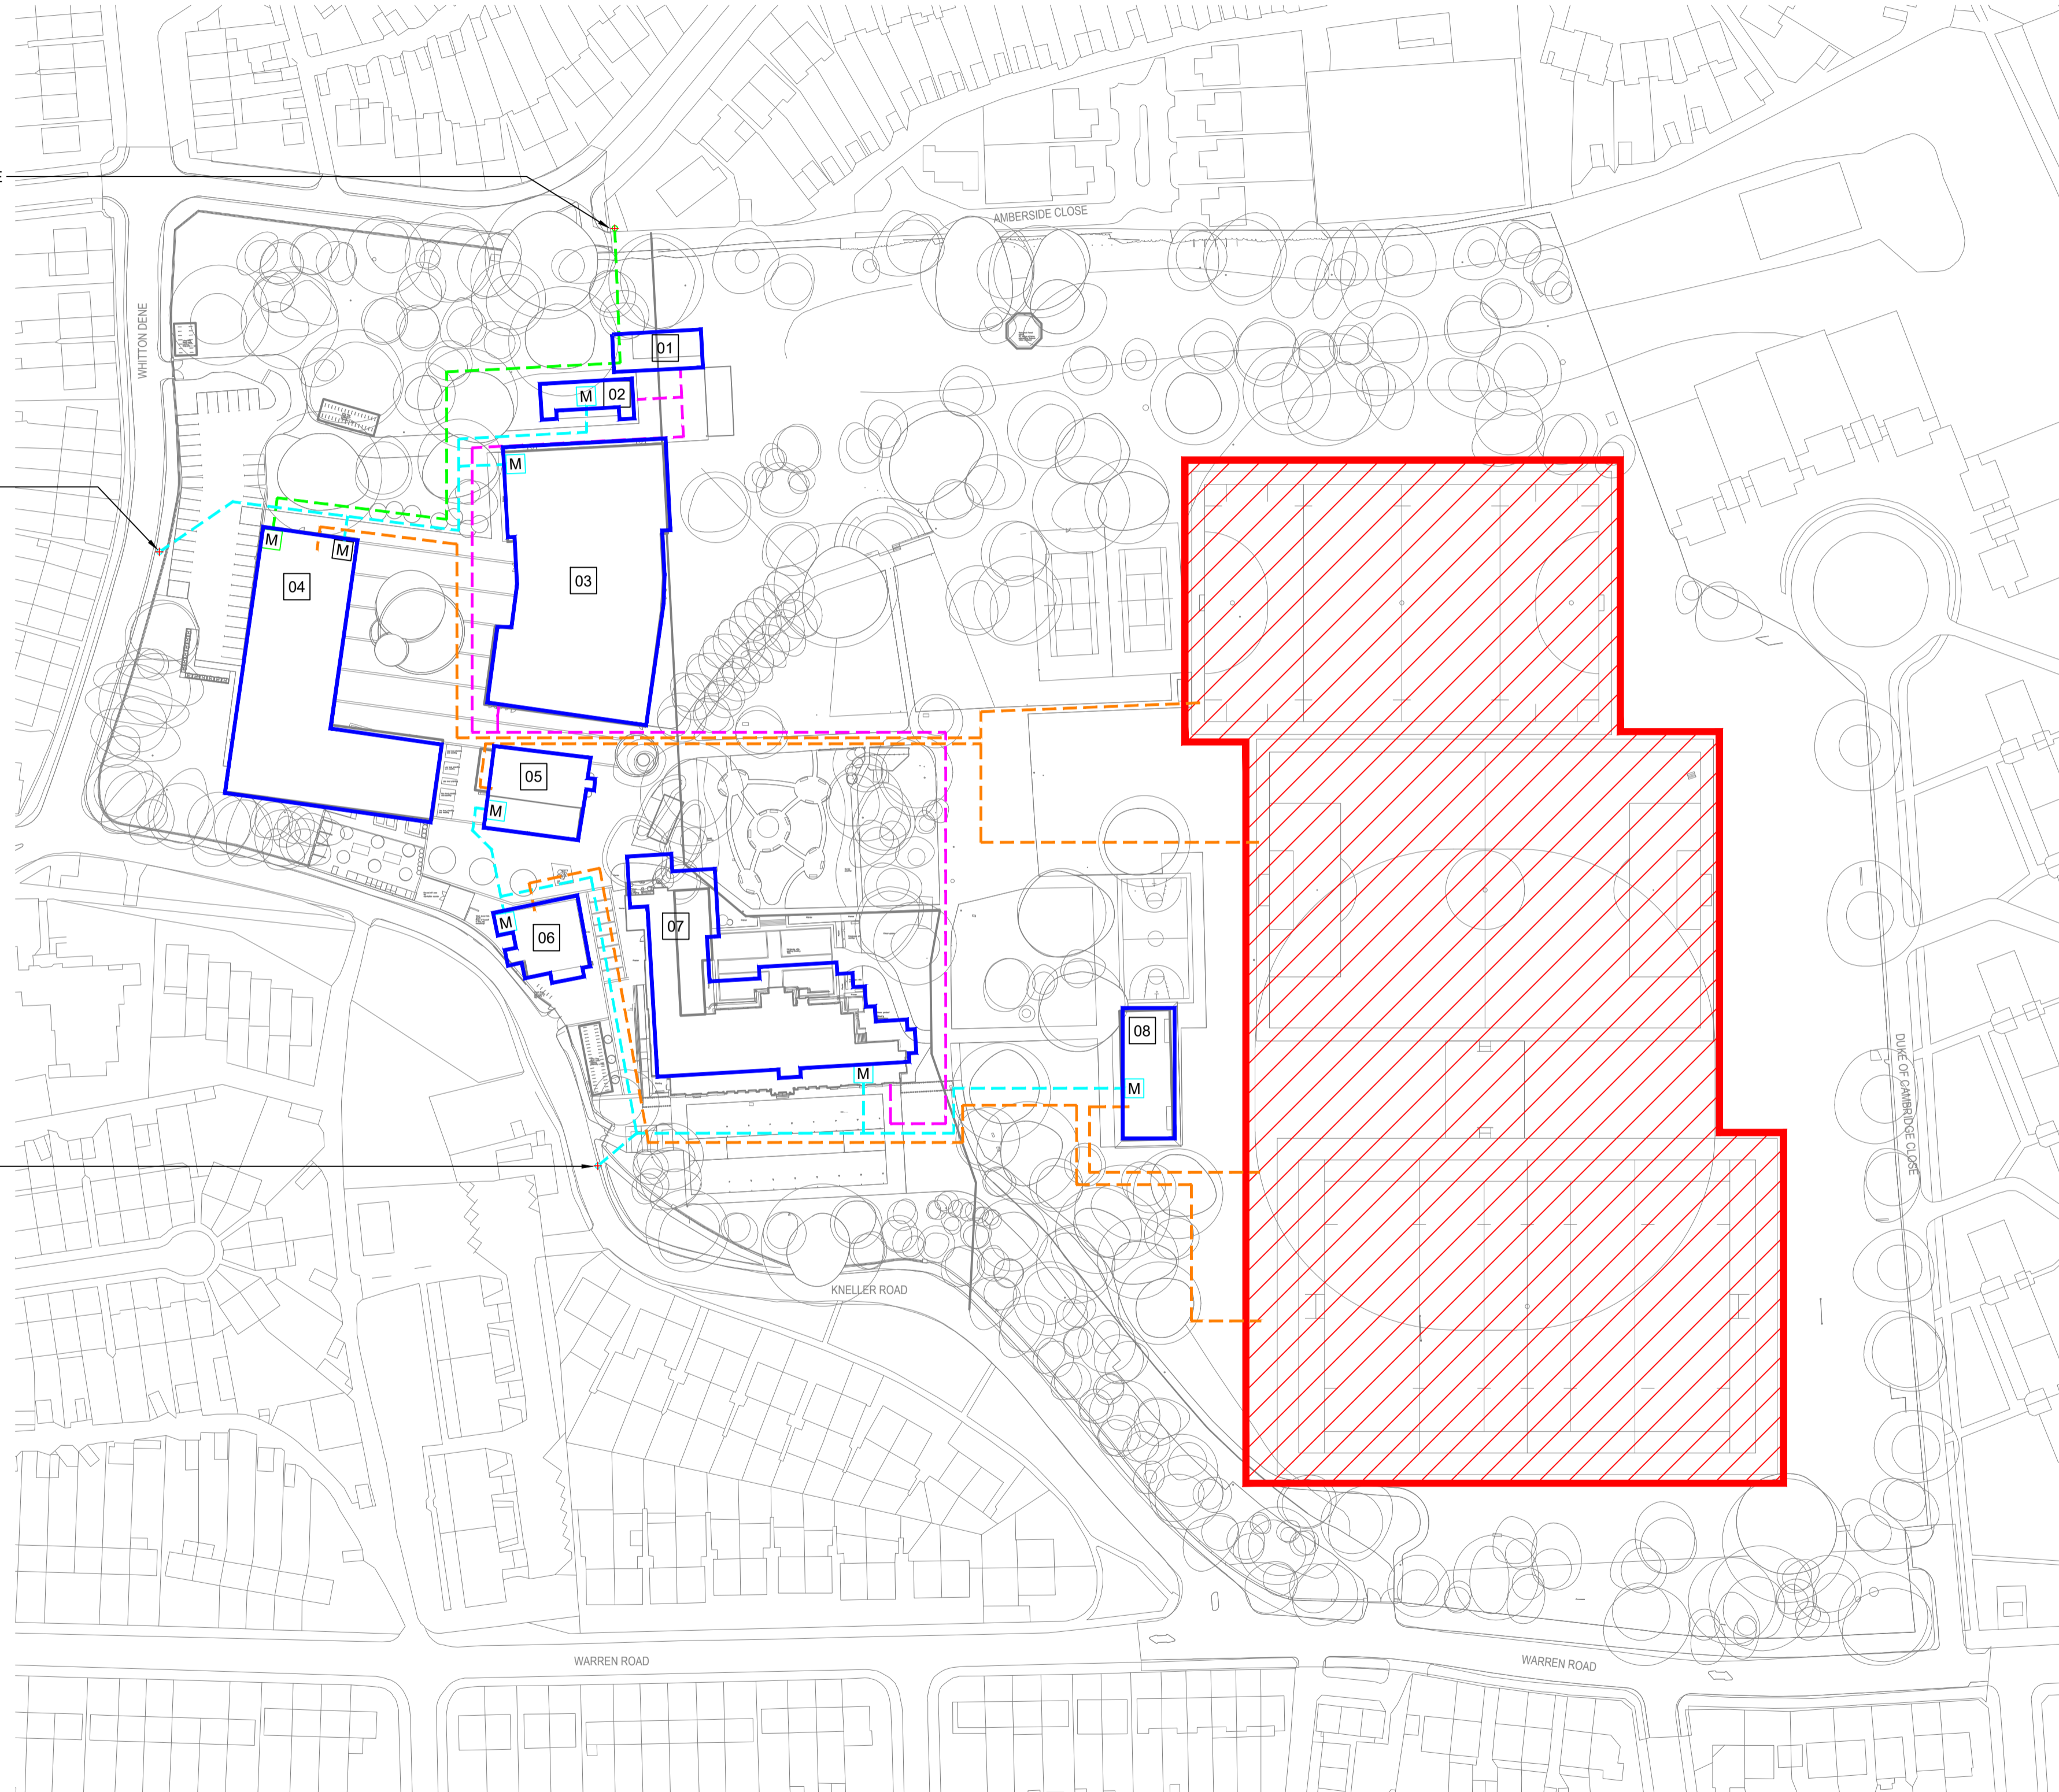 E
AMBERSIDE CLOSE
WHITTON DENE
01
M
02
M
M
M
04
03
05
M
07
M
06
08
M
M
DUKE OF CAMBRIDGE CLOSE
KNELLER ROAD
WARREN ROAD
WARREN ROAD